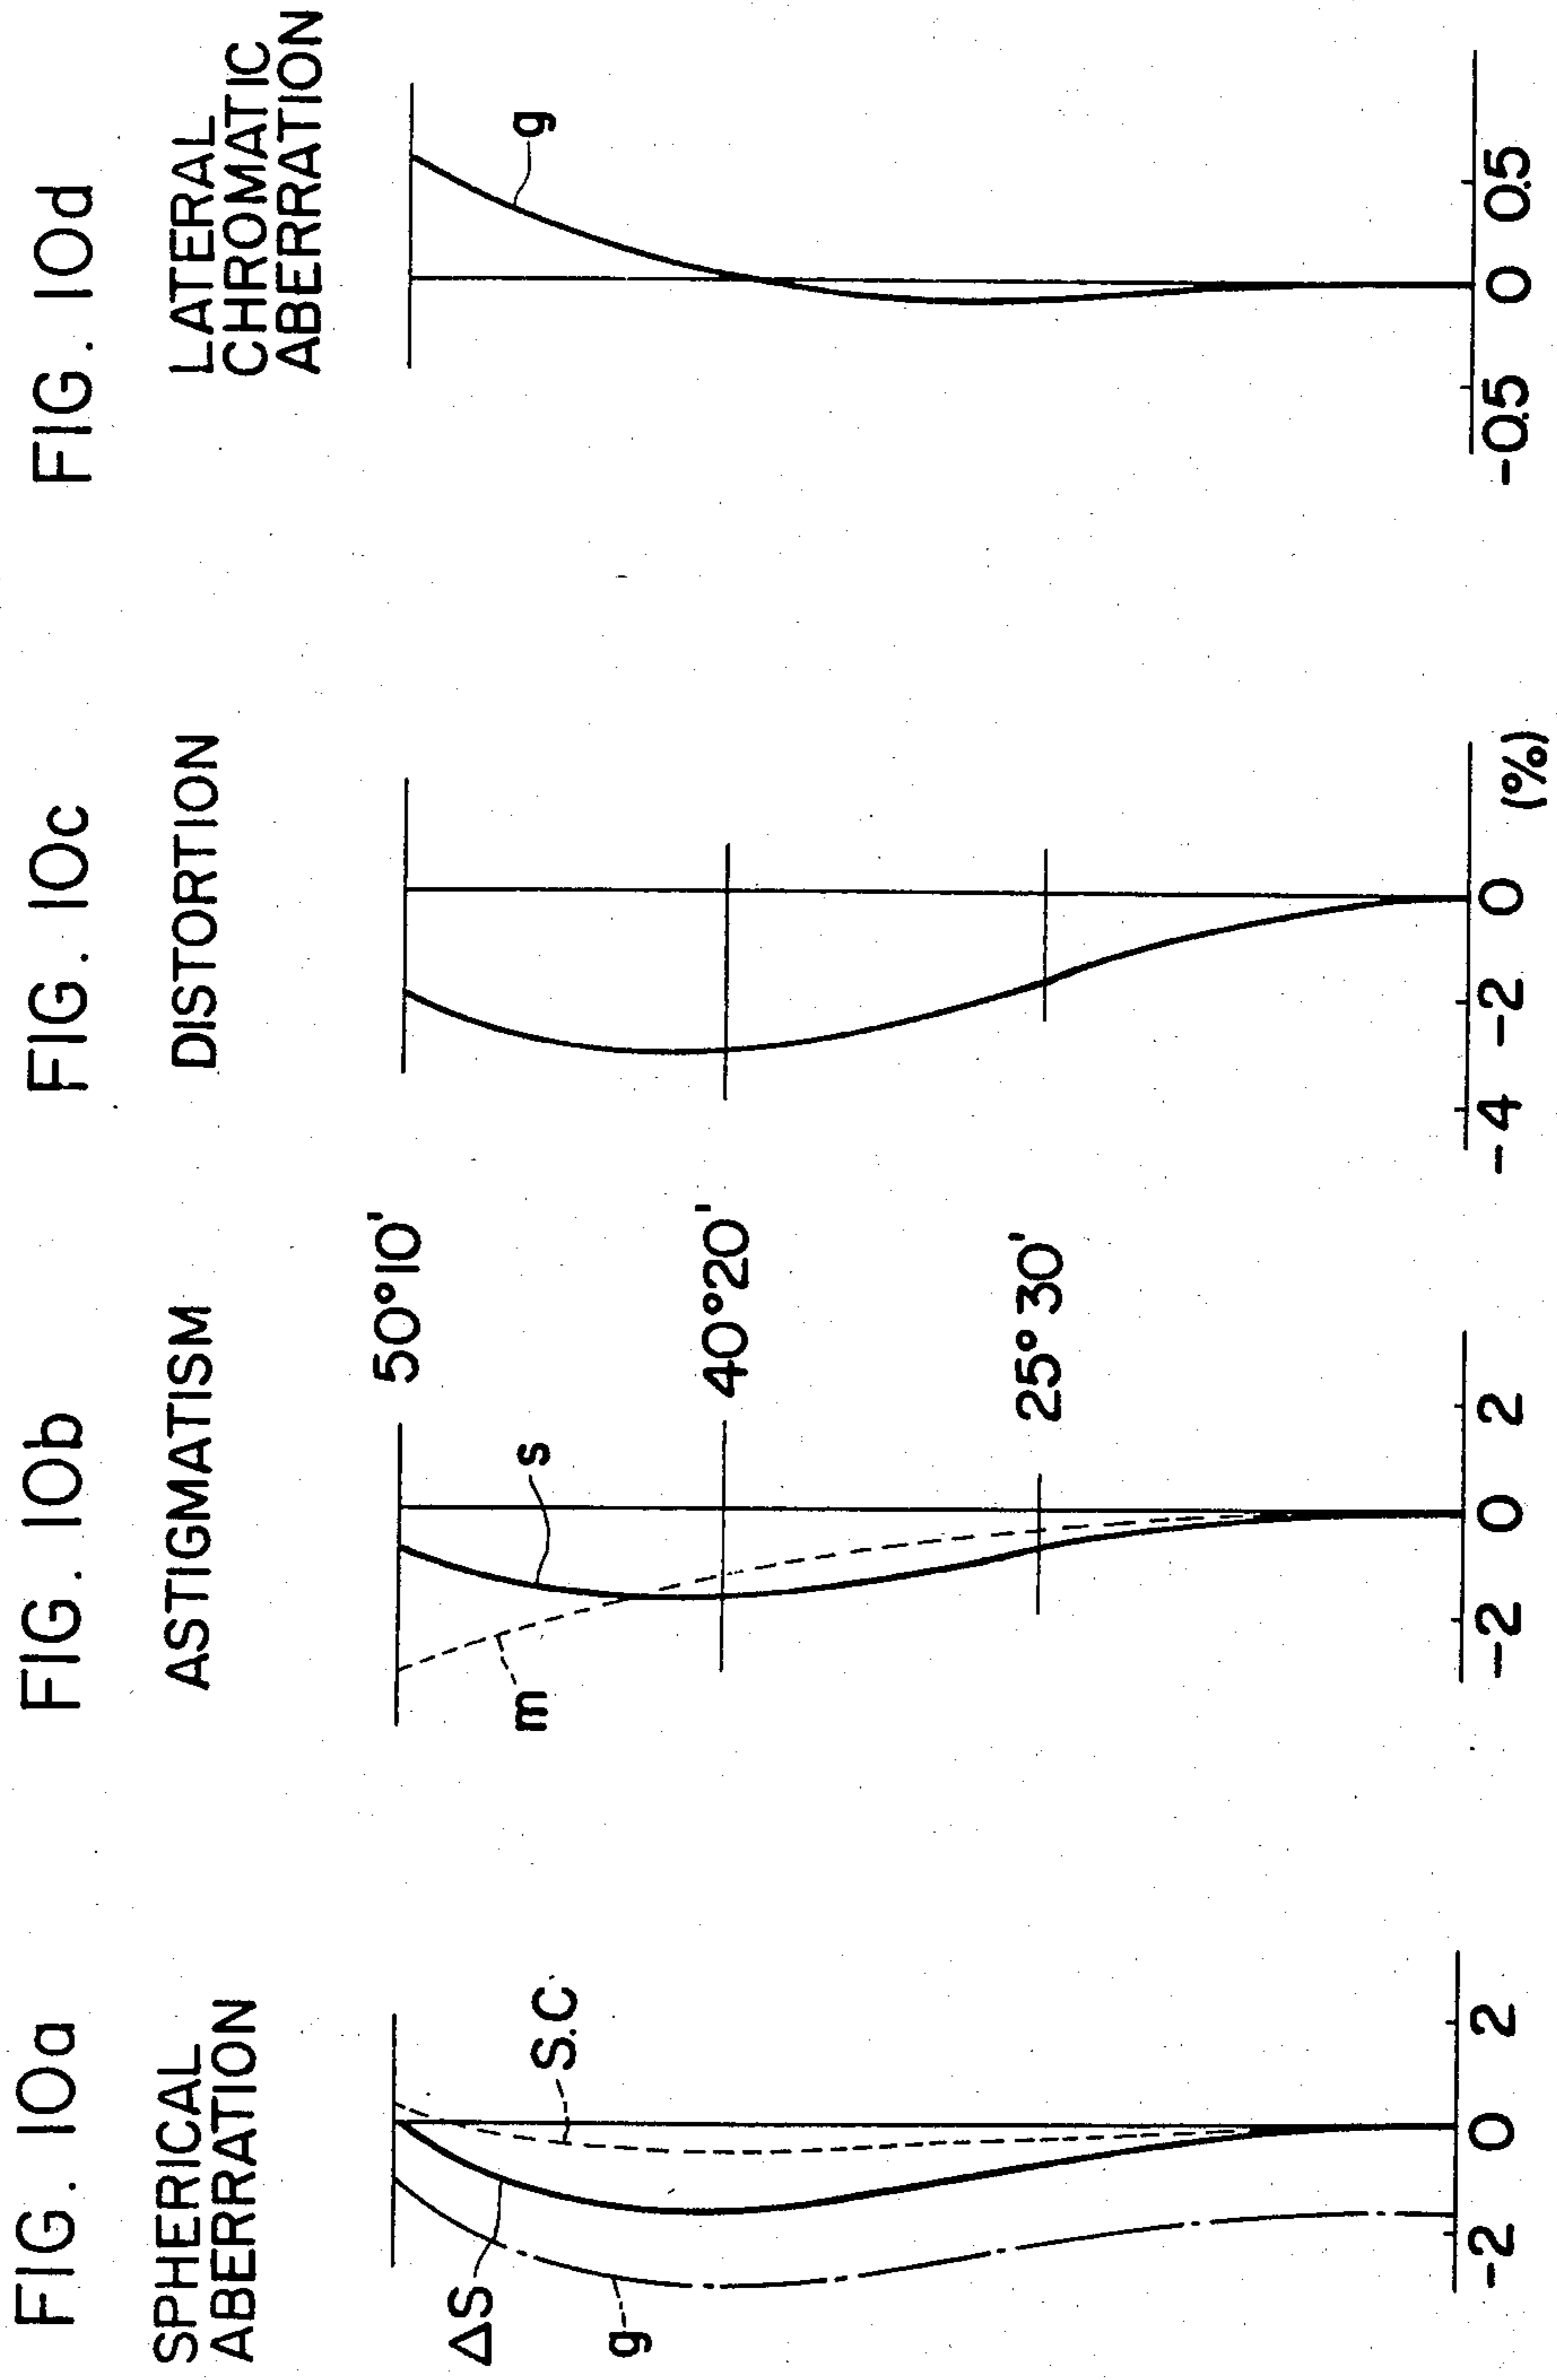 FIG. 10a
SPHERICAL
ABERRATION
ΔS
g
S.C
-2
0
2
FIG. 10b
ASTIGMATISM
m
s
50°10'
40°20'
25°30'
-2
0
2
FIG. 10c
DISTORTION
-4
-2
0
(%)
FIG. 10d
LATERAL
CHROMATIC
ABERRATION
g
-0.5
0
0.5